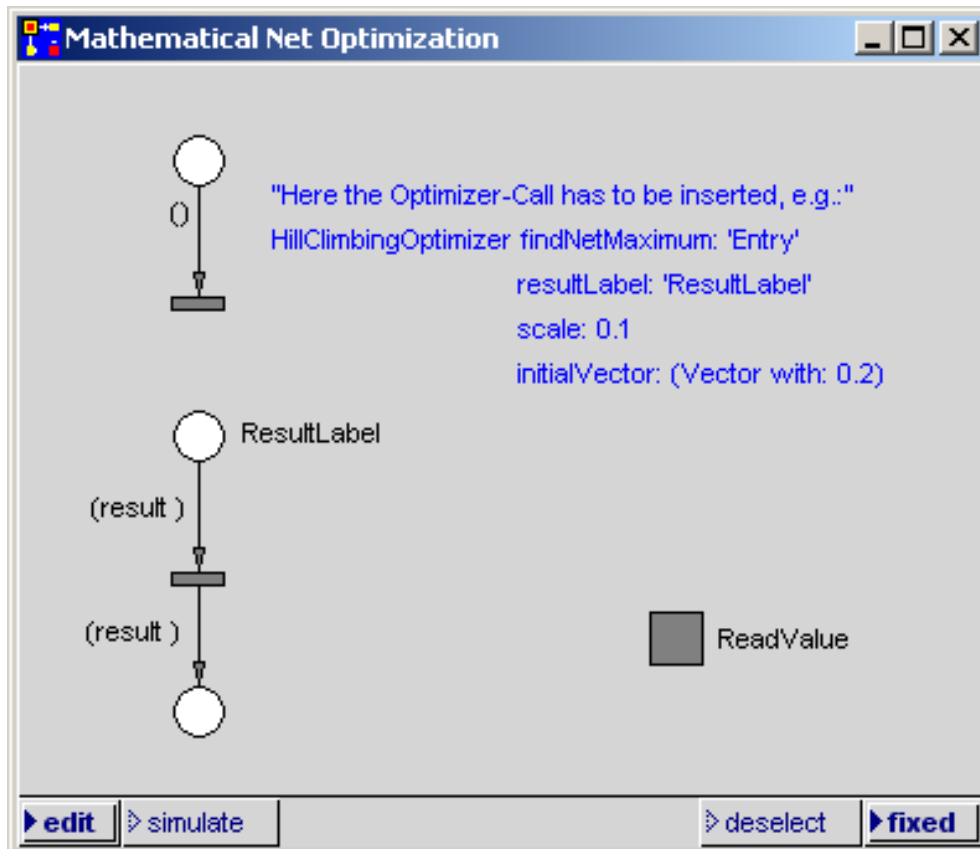 Mathematical Net Optimization
()
"Here the Optimizer-Call has to be inserted, e.g.:"
HillClimbingOptimizer findNetMaximum: 'Entry'
resultLabel: 'ResultLabel'
scale: 0.1
initialVector: (Vector with: 0.2)
ResultLabel
(result )
(result )
ReadValue
edit
simulate
deselect
fixed